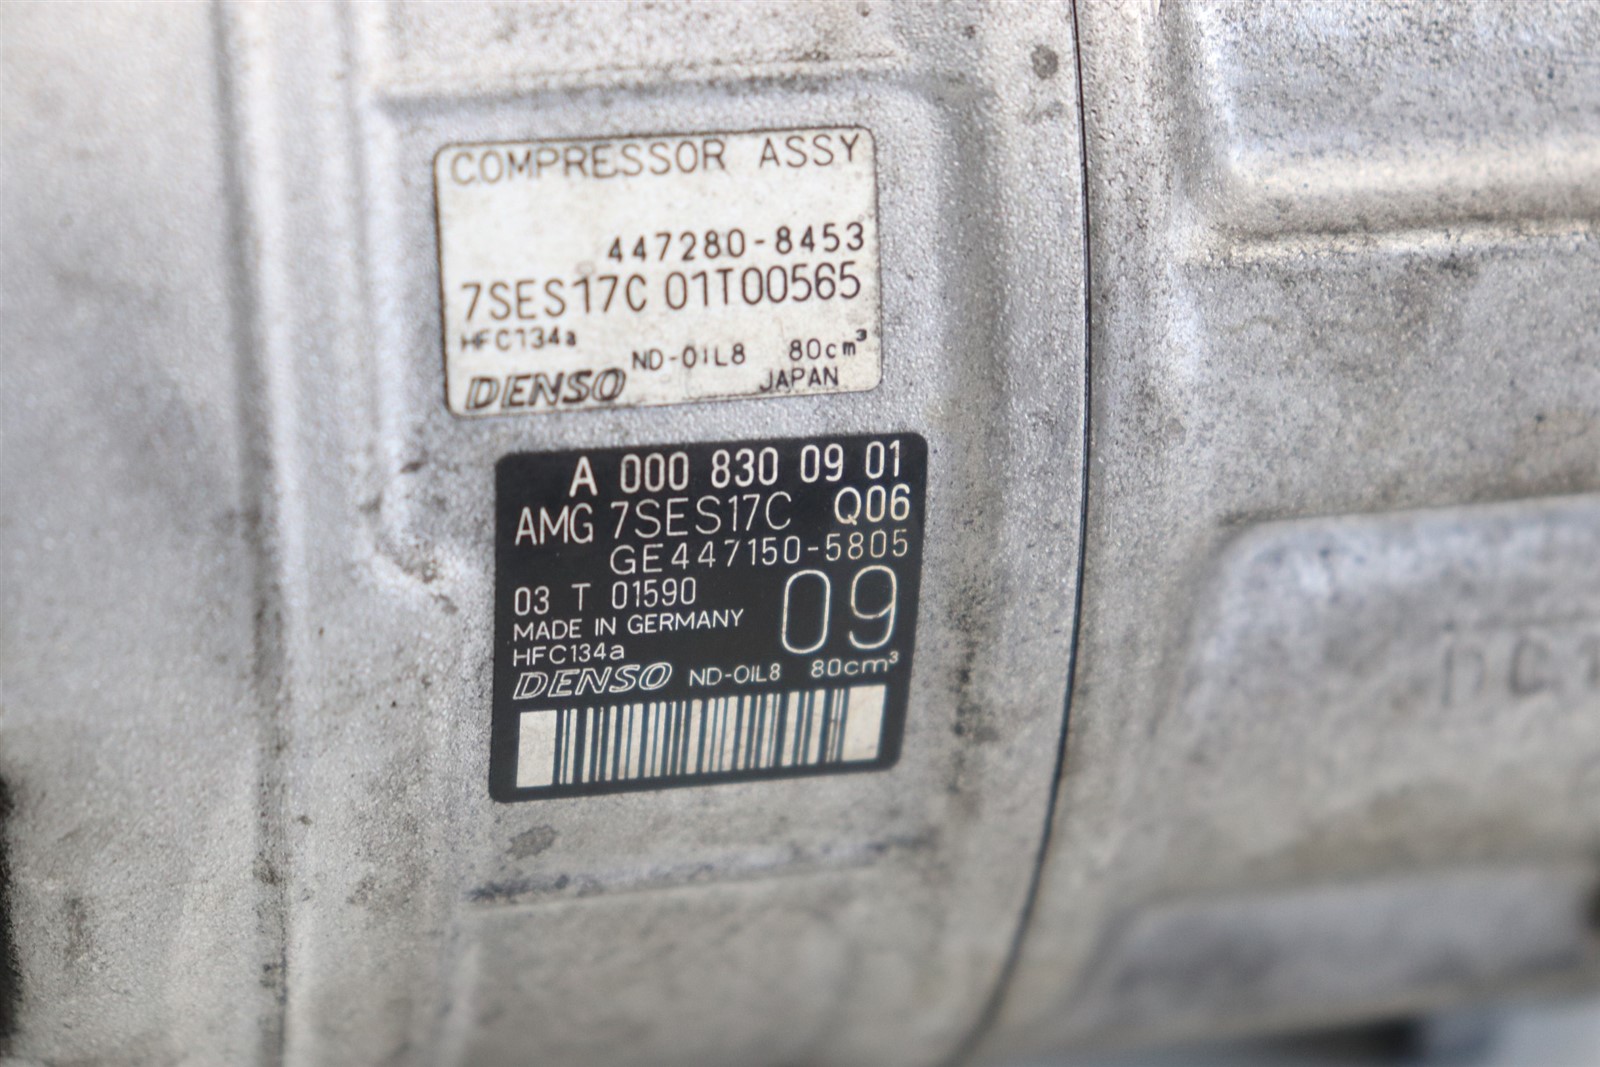 COMPRESSOR ASSY
447280-8453
7SES17C 01T00565
HFC134a
ND-OIL8 80cm³
DENSO JAPAN
A 000 830 09 01
AMG 7SES17C Q06
GE447150-5805
03 T 01590 09
MADE IN GERMANY
HFC134a
DENSO ND-OIL8 80cm³